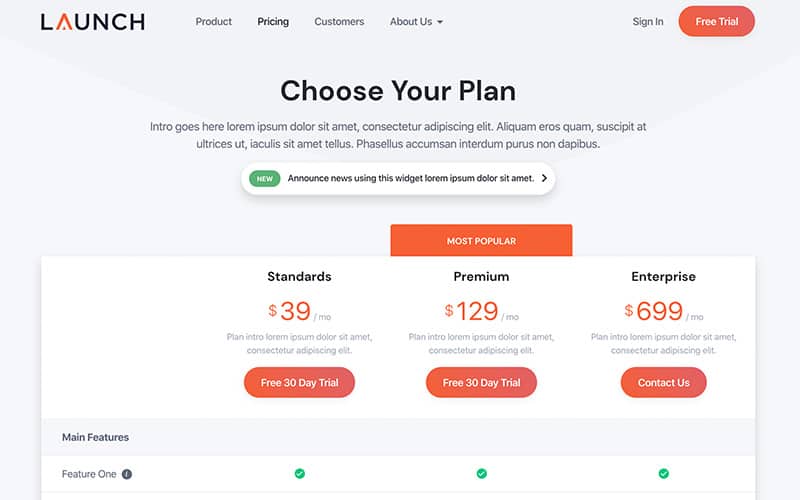 LAUNCH
Product
Pricing
Customers
About Us
Sign In
Free Trial
Choose Your Plan
Intro goes here lorem ipsum dolor sit amet, consectetur adipiscing elit. Aliquam eros quam, suscipit at
ultrices ut, iaculis sit amet tellus. Phasellus accumsan interdum purus non dapibus.
NEW Announce news using this widget lorem ipsum dolor sit amet.
MOST POPULAR
Standards
$39 / mo
Plan intro lorem ipsum dolor sit amet,
consectetur adipiscing elit.
Free 30 Day Trial
Premium
$129 / mo
Plan intro lorem ipsum dolor sit amet,
consectetur adipiscing elit.
Free 30 Day Trial
Enterprise
$699 / mo
Plan intro lorem ipsum dolor sit amet,
consectetur adipiscing elit.
Contact Us
Main Features
Feature One i